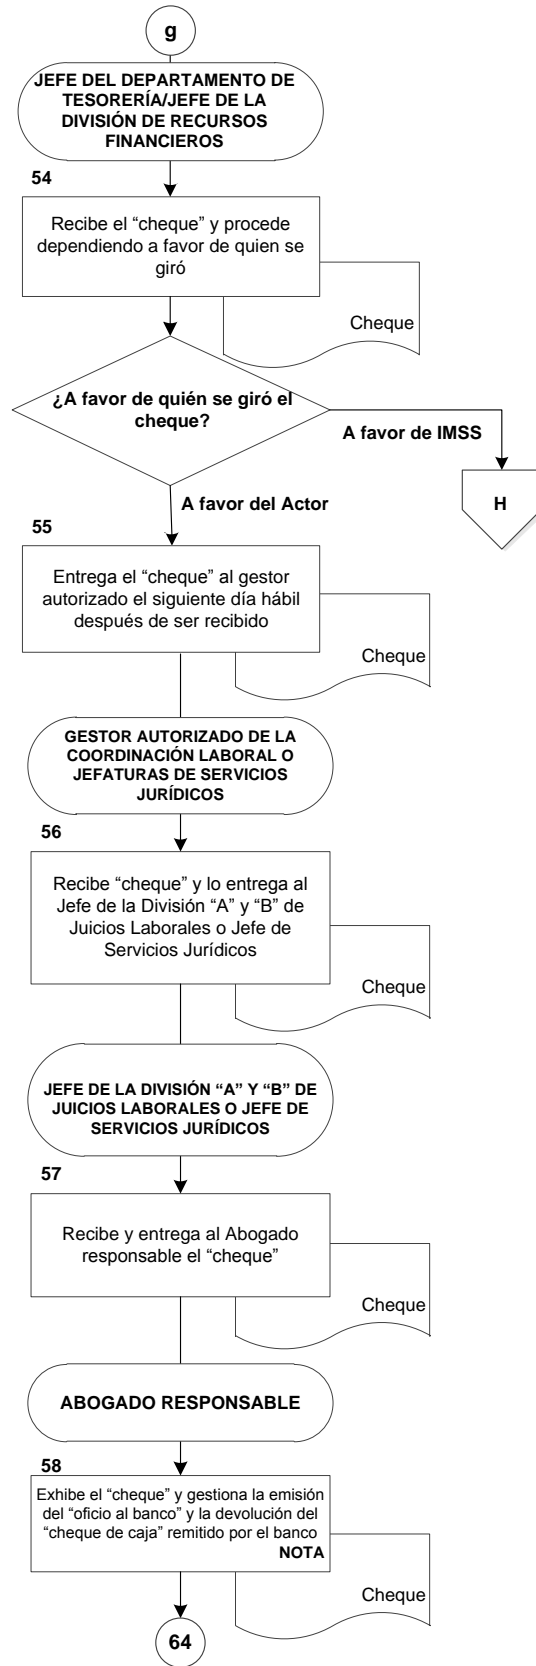 g
JEFE DEL DEPARTAMENTO DE
TESORERÍA/JEFE DE LA
DIVISIÓN DE RECURSOS
FINANCIEROS
54
Recibe el “cheque” y procede
dependiendo a favor de quien se
giró
Cheque
¿A favor de quién se giró el
cheque?
A favor de IMSS
H
A favor del Actor
55
Entrega el “cheque” al gestor
autorizado el siguiente día hábil
después de ser recibido
Cheque
GESTOR AUTORIZADO DE LA
COORDINACIÓN LABORAL O
JEFATURAS DE SERVICIOS
JURÍDICOS
56
Recibe “cheque” y lo entrega al
Jefe de la División “A” y “B” de
Juicios Laborales o Jefe de
Servicios Jurídicos
Cheque
JEFE DE LA DIVISIÓN “A” Y “B” DE
JUICIOS LABORALES O JEFE DE
SERVICIOS JURÍDICOS
57
Recibe y entrega al Abogado
responsable el “cheque”
Cheque
ABOGADO RESPONSABLE
58
Exhibe el “cheque” y gestiona la emisión
del “oficio al banco” y la devolución del
“cheque de caja” remitido por el banco
NOTA
Cheque
64